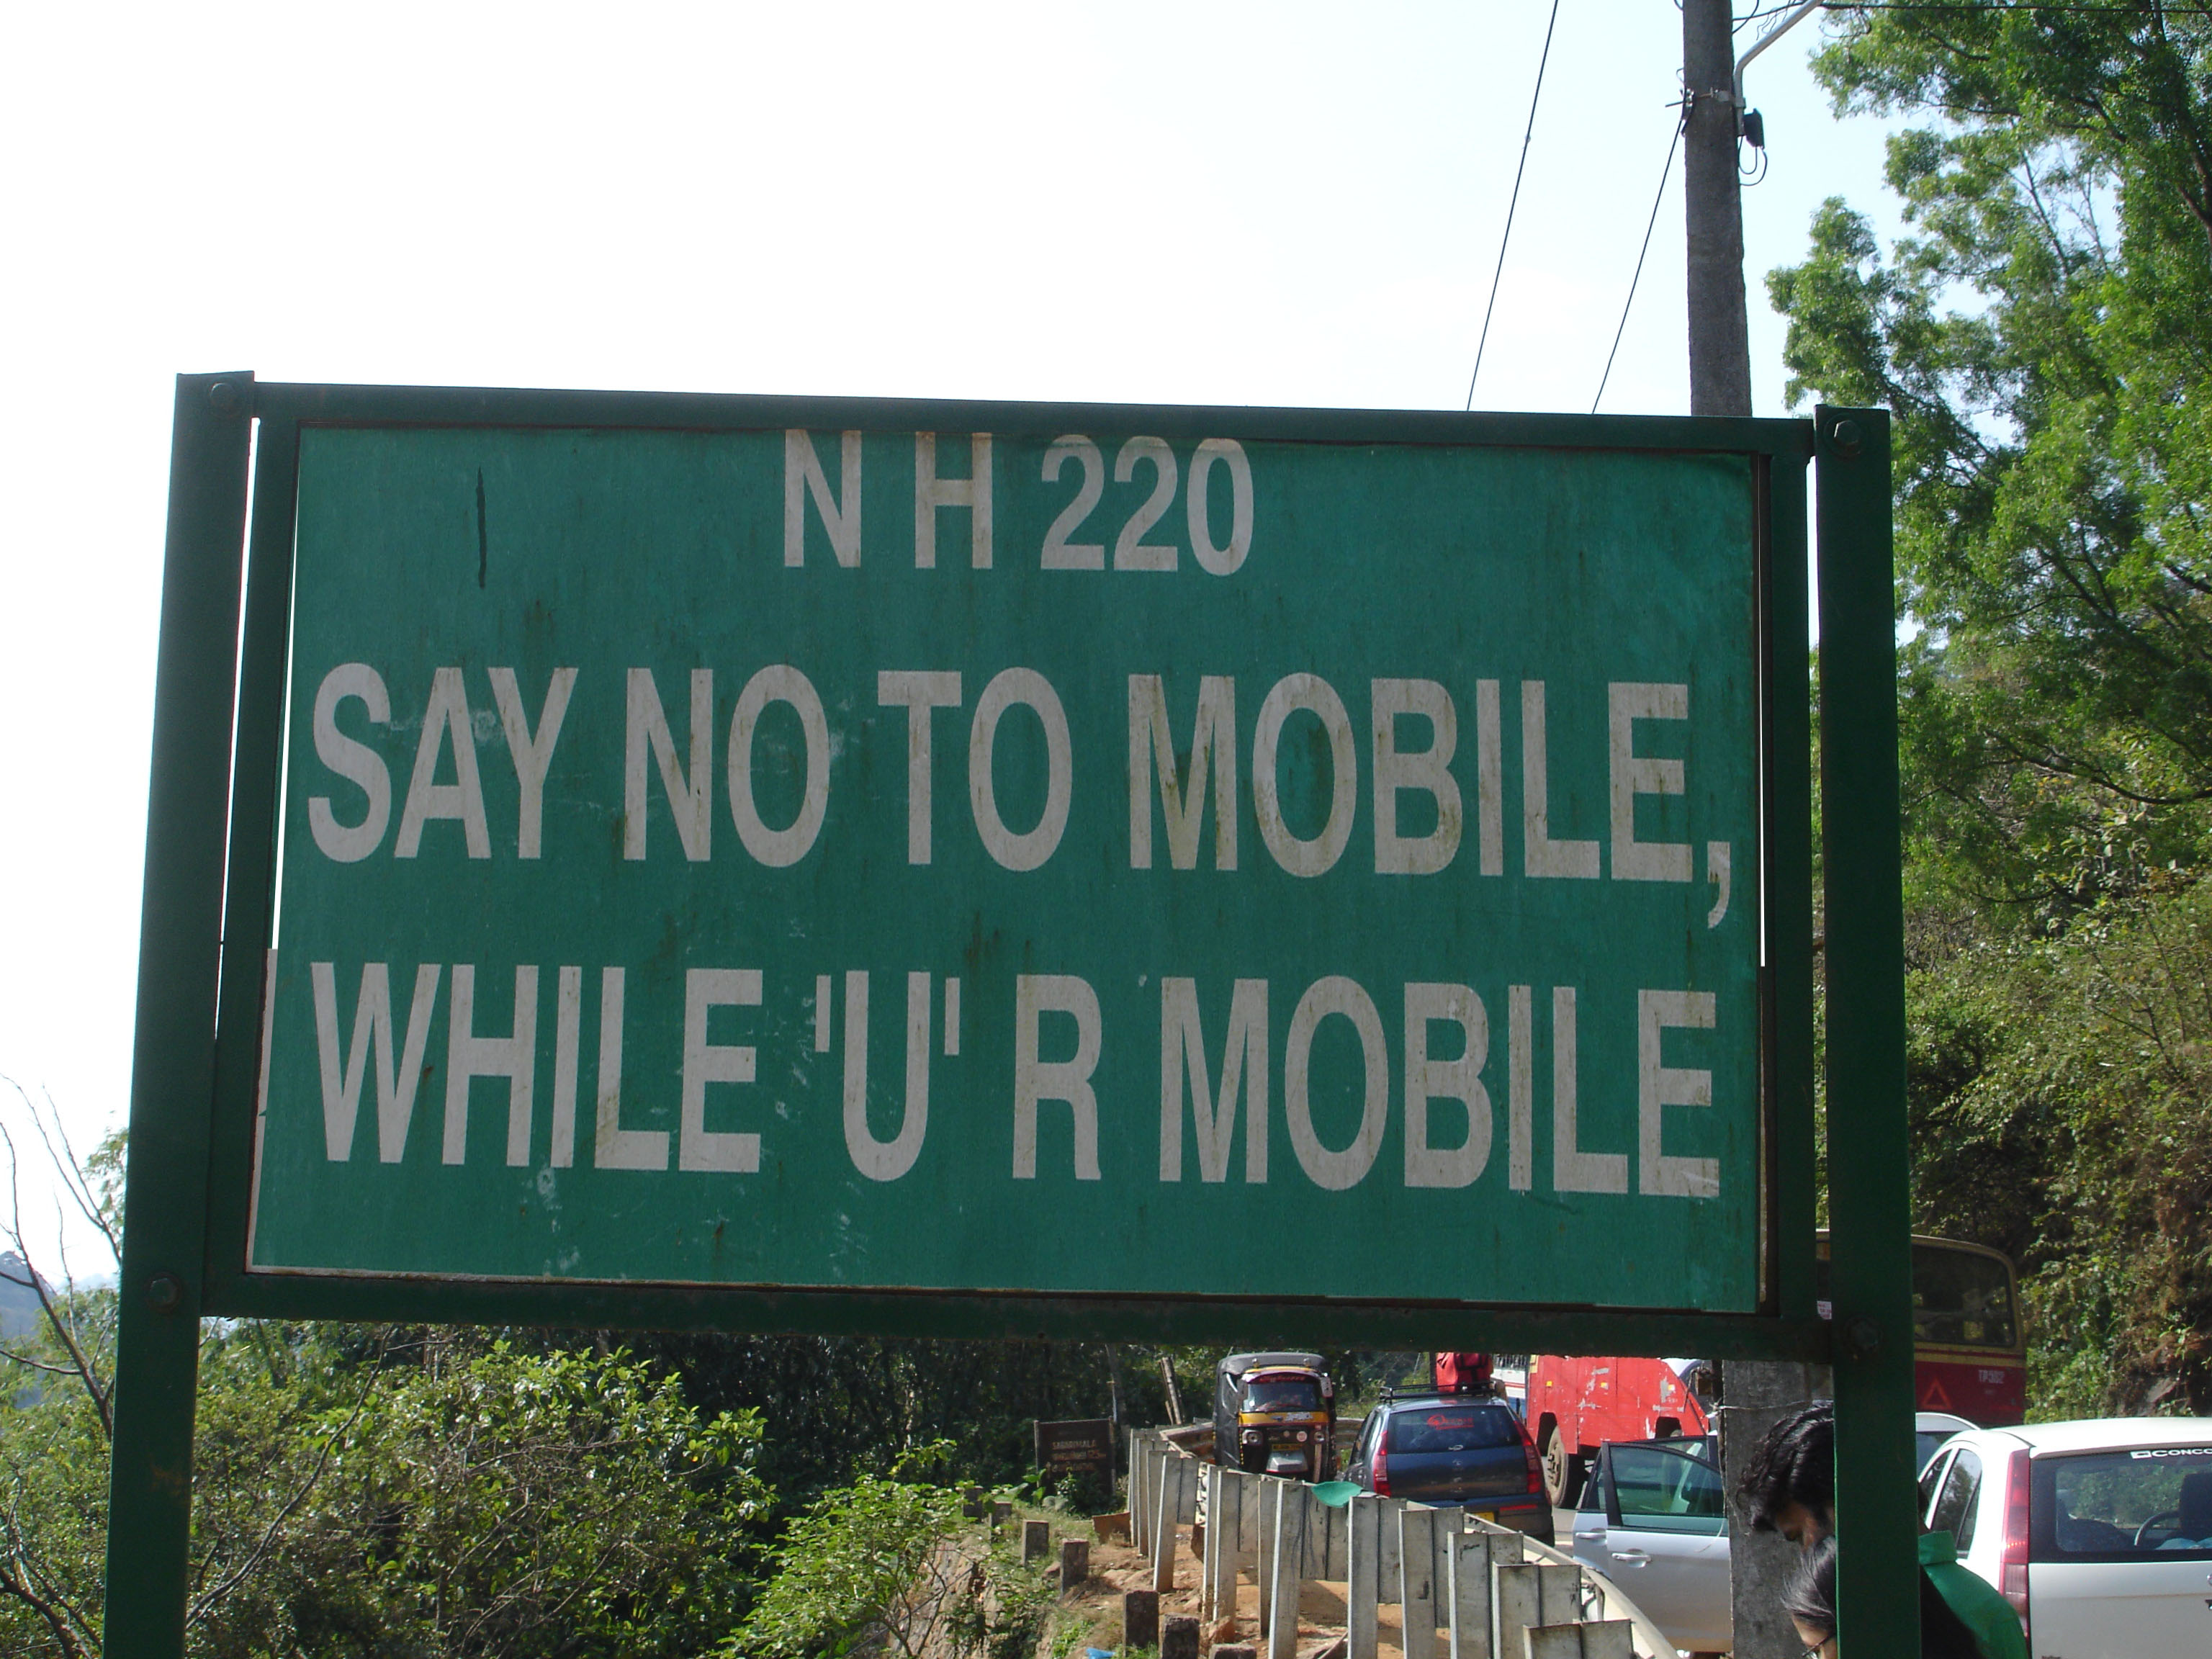 N H 220
SAY NO TO MOBILE,
WHILE 'U' R MOBILE